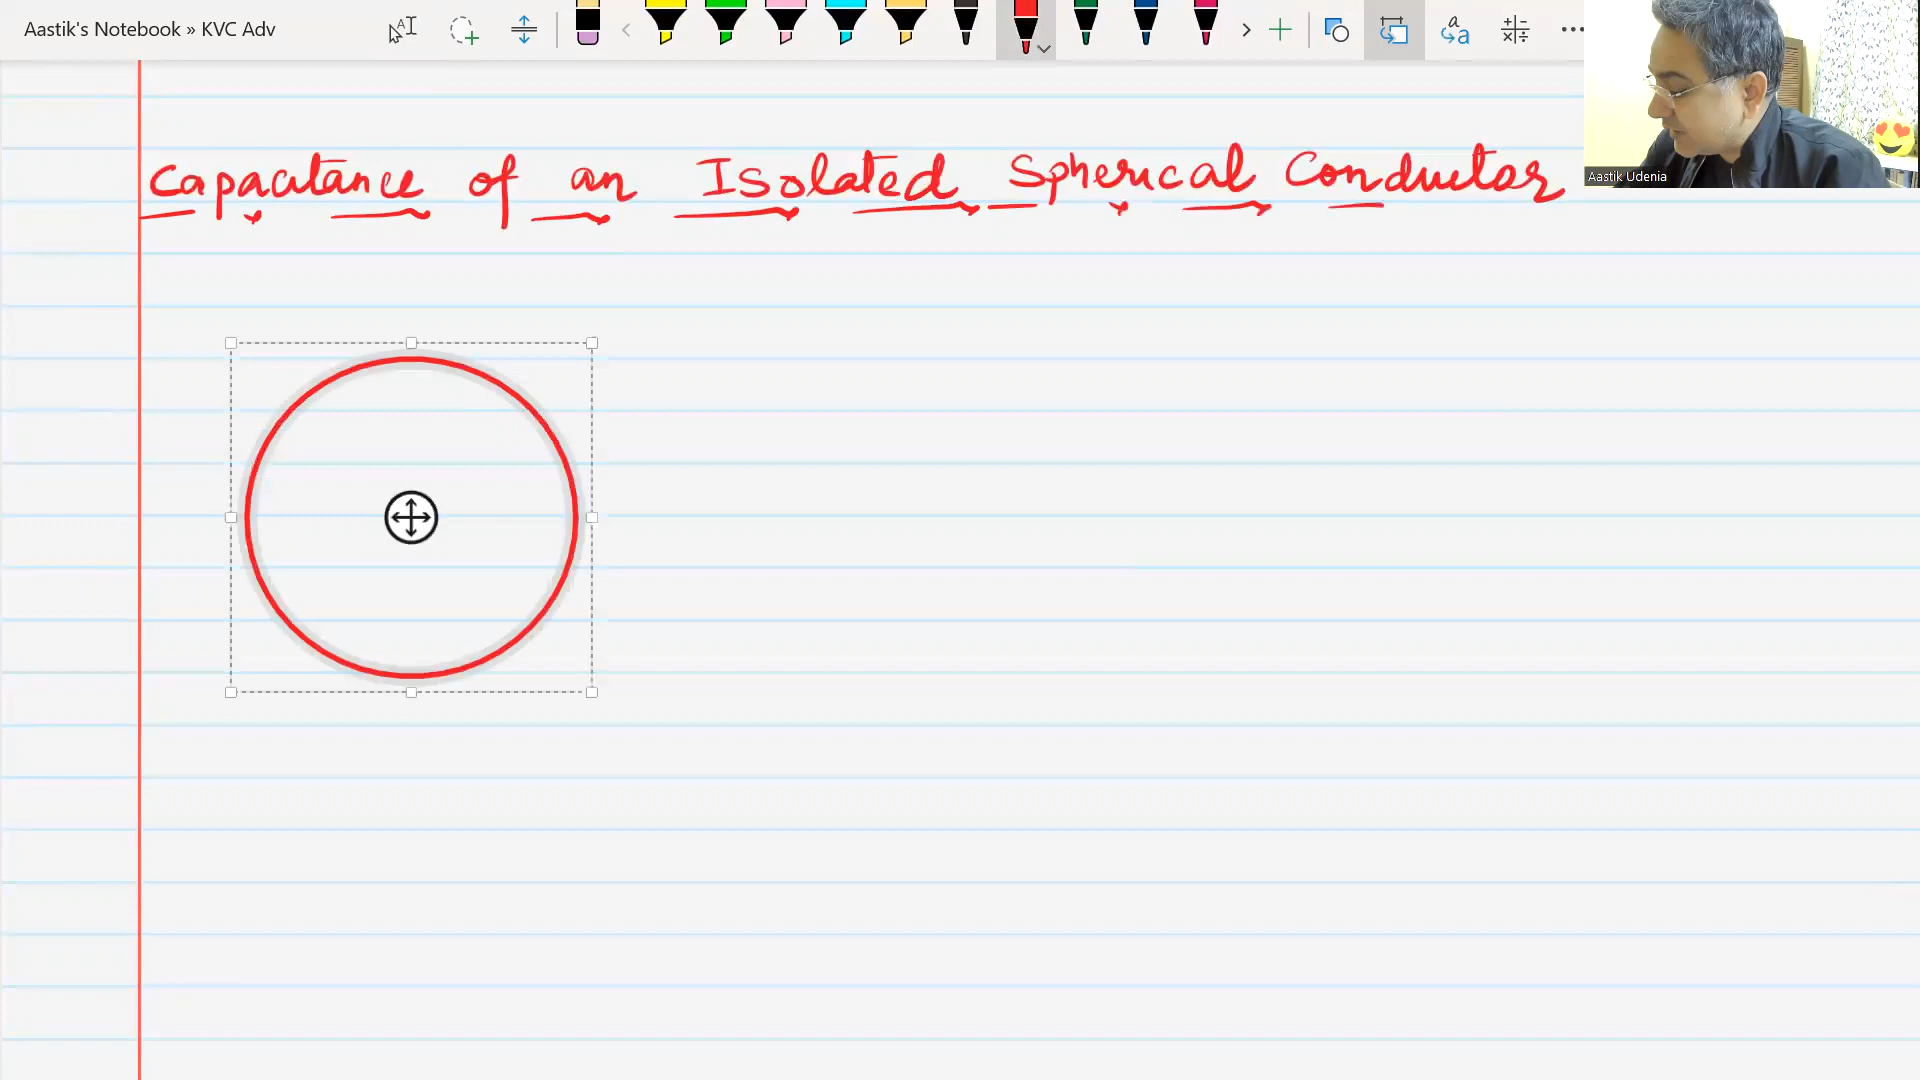 Aastik's Notebook » KVC Adv
Aastik Udenia
Capacitance of an Isolated Spherical Conductor